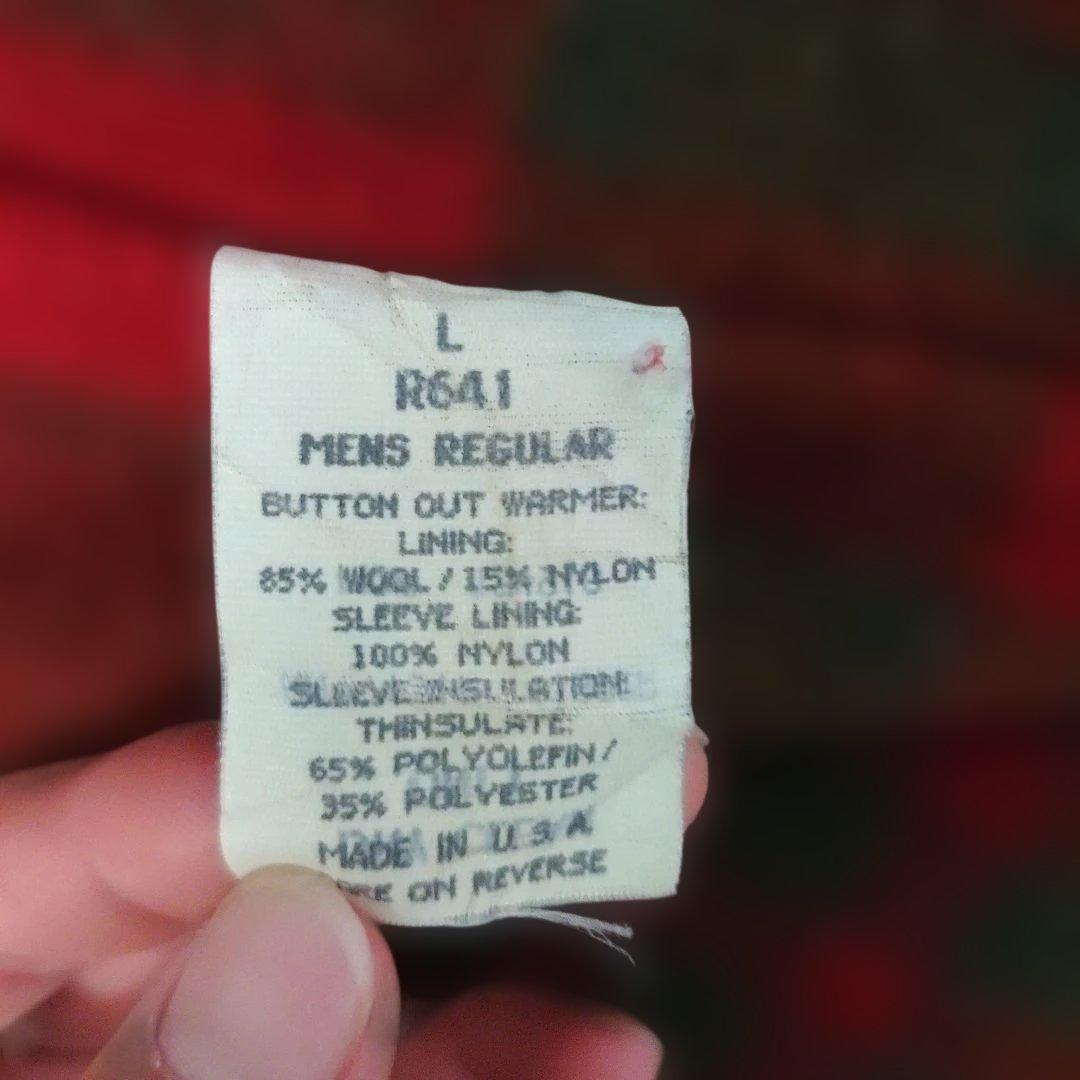 L
R641
MENS REGULAR
BUTTON OUT WARMER:
LINING:
85% WOOL / 15% NYLON
SLEEVE LINING:
100% NYLON
SLEEVE INSULATION:
THINSULATE:
65% POLYOLEFIN /
35% POLYESTER
MADE IN U.S.A.
ON REVERSE